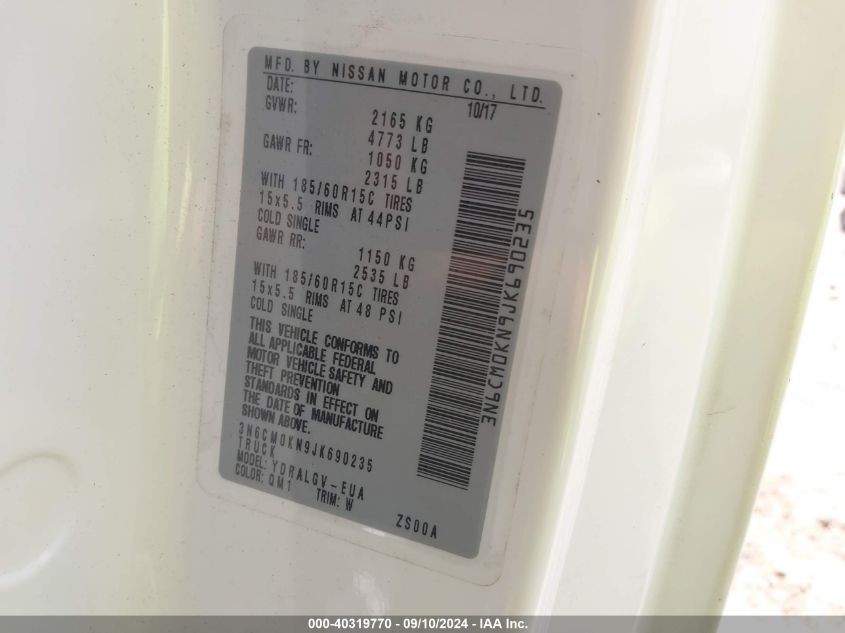 MFD. BY NISSAN MOTOR CO., LTD.
DATE: 10/17
GVWR: 2165 KG
4773 LB
GAWR FR: 1050 KG
2315 LB
WITH 185/60R15C TIRES
15x5.5 RIMS AT 44PSI
COLD SINGLE
GAWR RR: 1150 KG
2535 LB
WITH 185/60R15C TIRES
15x5.5 RIMS AT 48 PSI
COLD SINGLE
THIS VEHICLE CONFORMS TO
ALL APPLICABLE FEDERAL
MOTOR VEHICLE SAFETY AND
THEFT PREVENTION
STANDARDS IN EFFECT ON
THE DATE OF MANUFACTURE
SHOWN ABOVE.
3N6CM0KN9JK690235
TRUCK
MODEL: YDRALGV-EUA
COLOR: QM1 TRIM: W
ZS00A
3N6CM0KN9JK690235
000-40319770 - 09/10/2024 - IAA Inc.